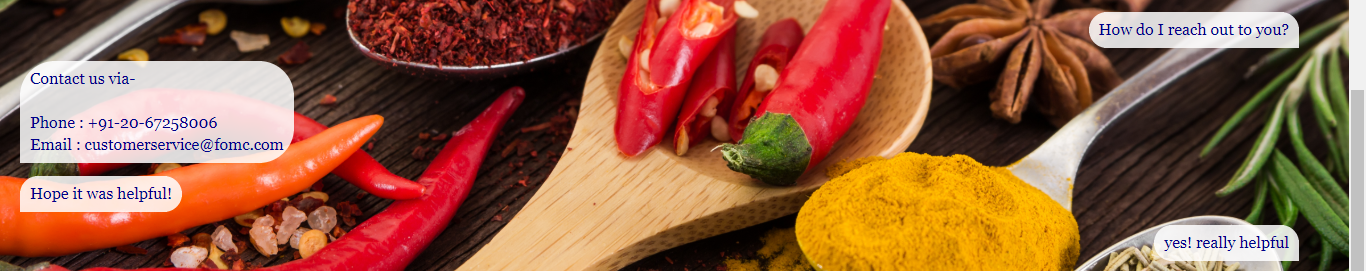 How do I reach out to you?
Contact us via-
Phone : +91-20-67258006
Email : customerservice@fomc.com
Hope it was helpful!
yes! really helpful